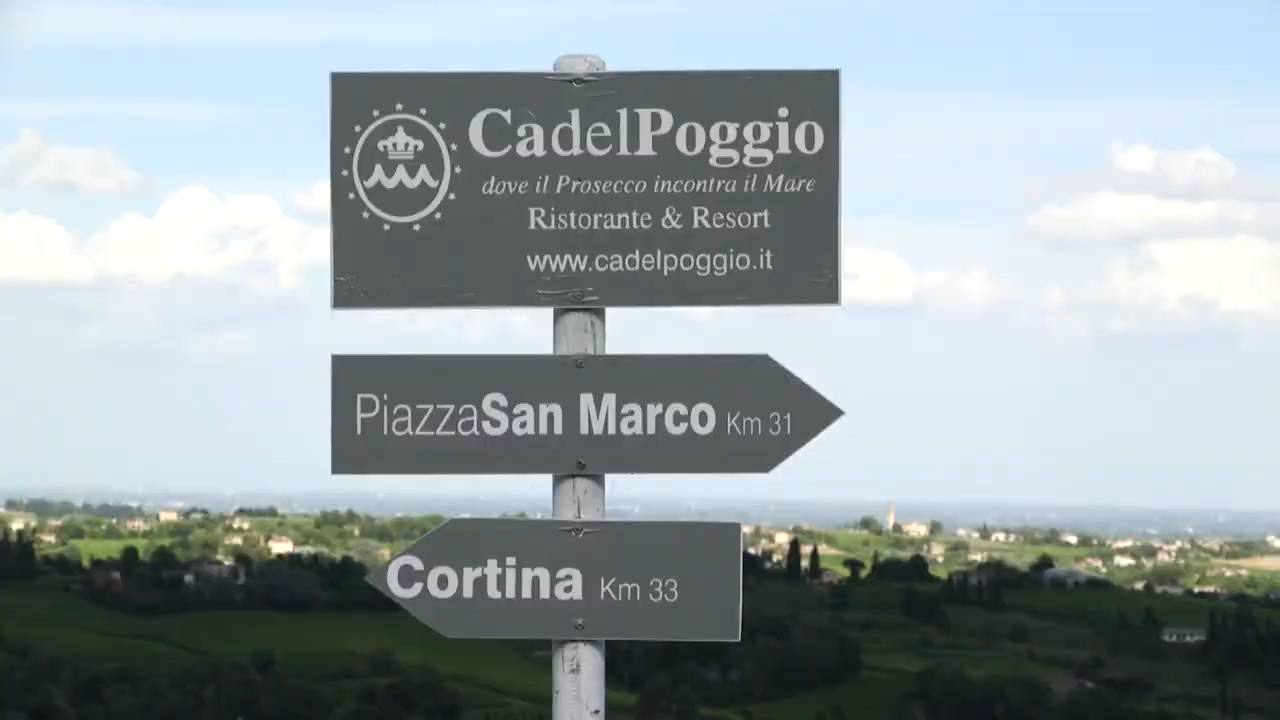 CadelPoggio
dove il Prosecco incontra il Mare
Ristorante & Resort
www.cadelpoggio.it
PiazzaSan Marco Km 31
Cortina Km 33